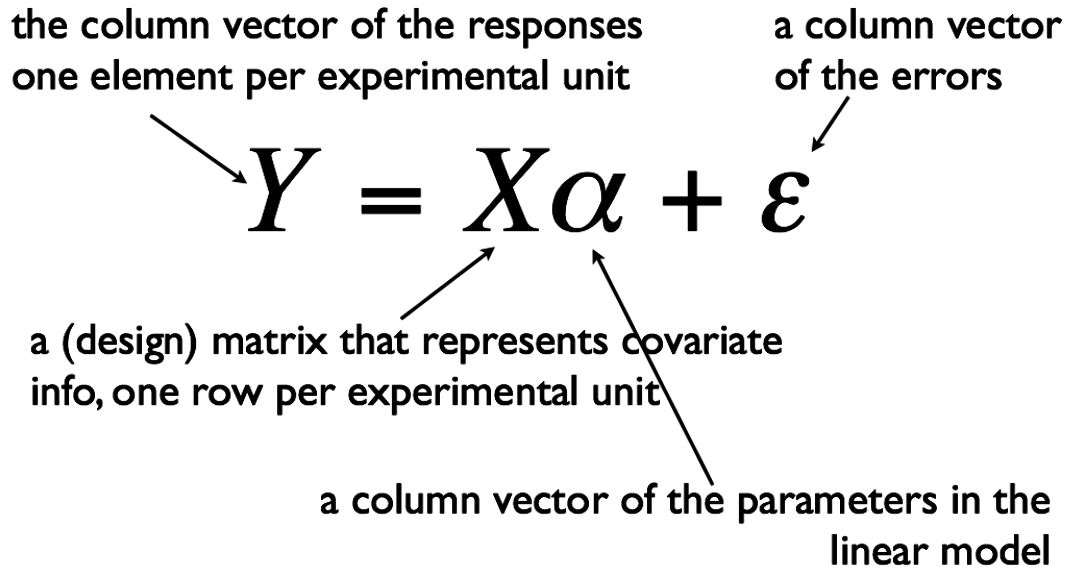 the column vector of the responses
one element per experimental unit
a column vector
of the errors
Y = Xα + ε
a (design) matrix that represents covariate
info, one row per experimental unit
a column vector of the parameters in the
linear model